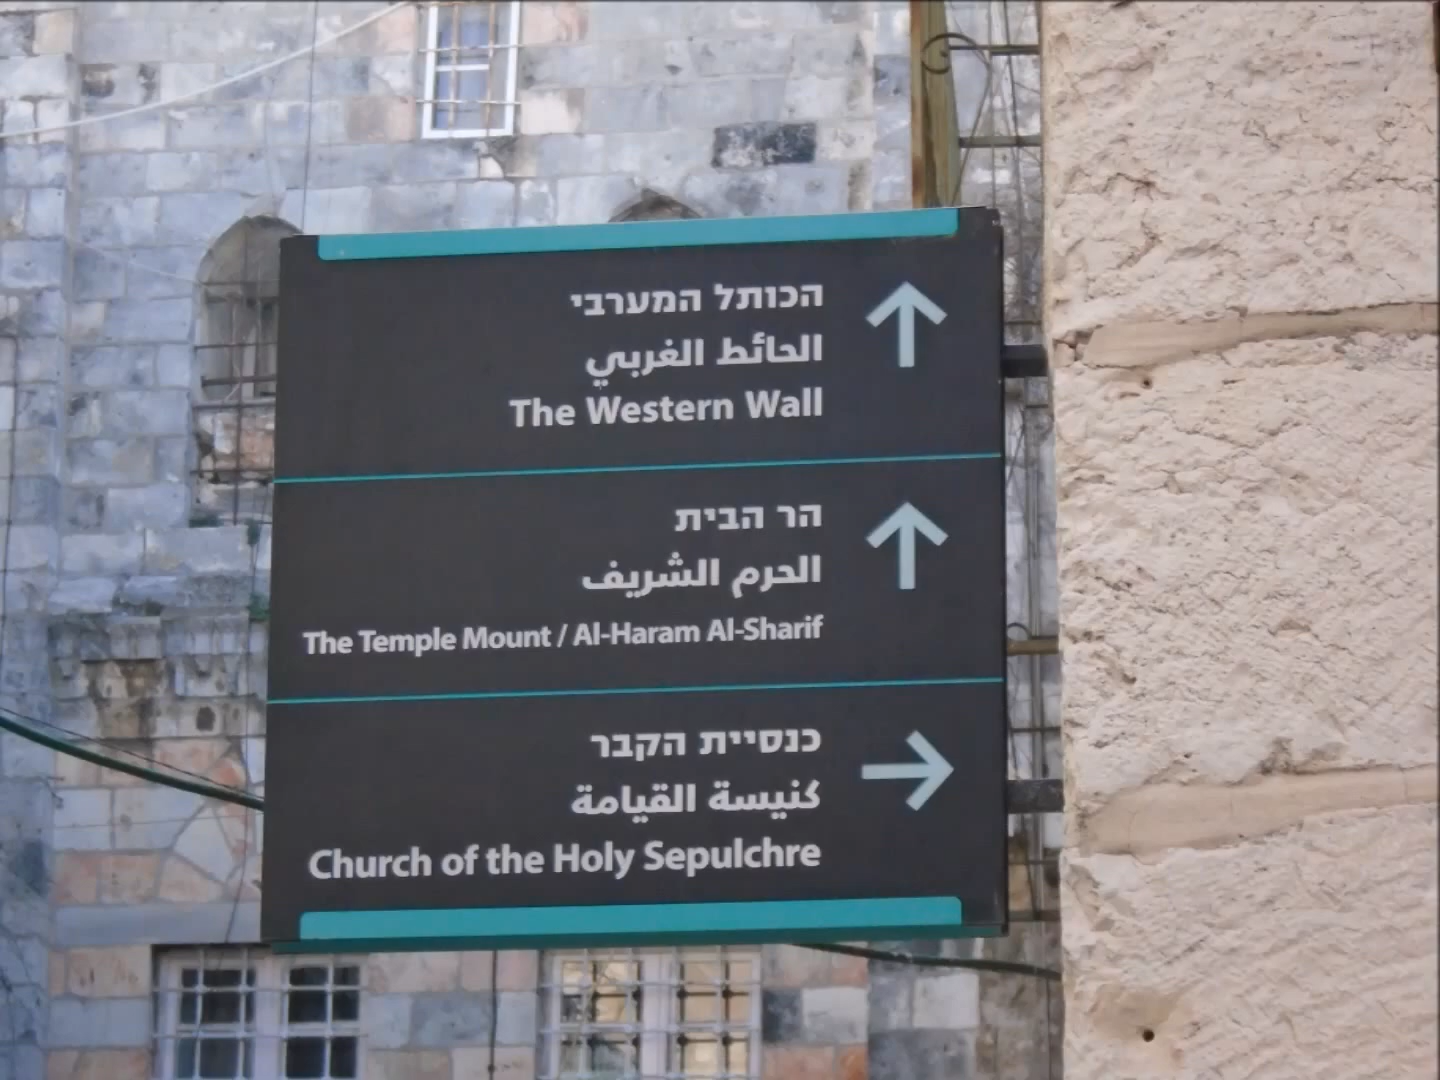 הכותל המערבי
الحائط الغربي
The Western Wall
הר הבית
الحرم الشريف
The Temple Mount / Al-Haram Al-Sharif
כנסיית הקבר
كنيسة القيامة
Church of the Holy Sepulchre